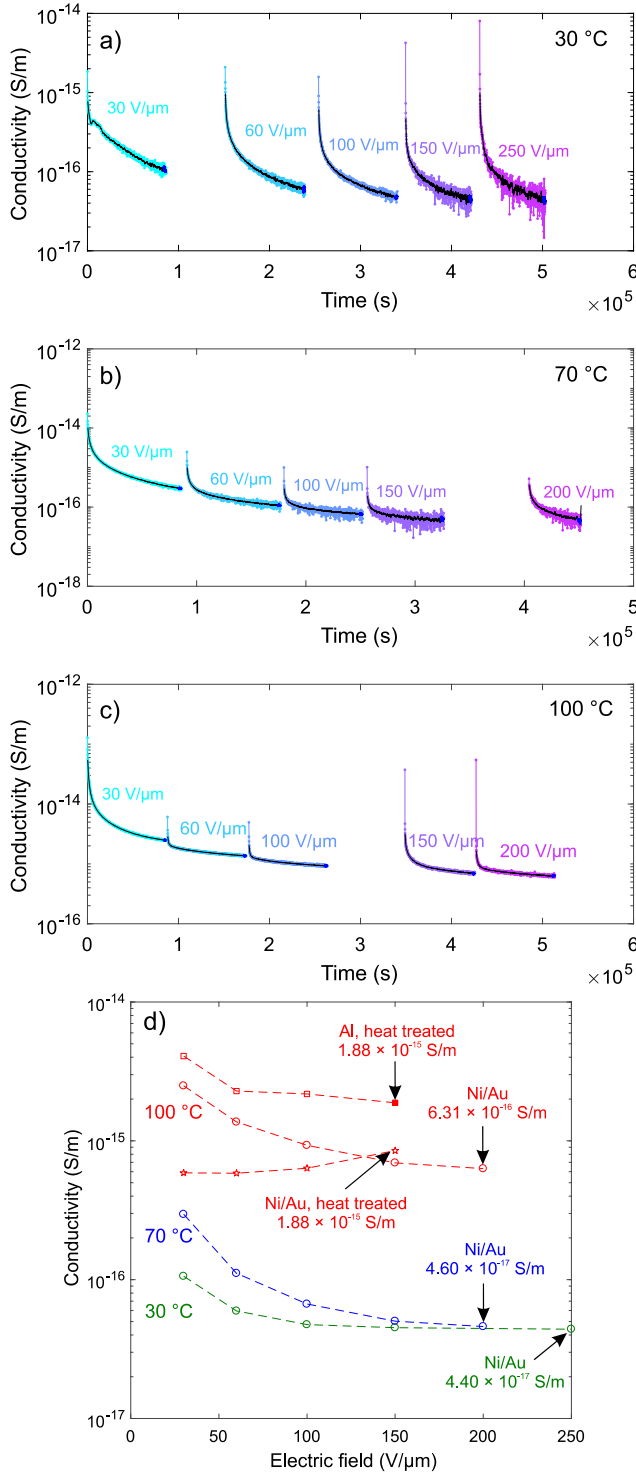 a)
30 °C
10⁻¹⁴
10⁻¹⁵
10⁻¹⁶
10⁻¹⁷
Conductivity (S/m)
30 V/μm
60 V/μm
100 V/μm
150 V/μm
250 V/μm
0 1 2 3 4 5 6
Time (s)
×10⁵
b)
70 °C
10⁻¹²
10⁻¹⁴
10⁻¹⁶
10⁻¹⁸
Conductivity (S/m)
30 V/μm
60 V/μm
100 V/μm
150 V/μm
200 V/μm
0 1 2 3 4 5
Time (s)
×10⁵
c)
100 °C
10⁻¹²
10⁻¹⁴
10⁻¹⁶
Conductivity (S/m)
30 V/μm
60 V/μm
100 V/μm
150 V/μm
200 V/μm
0 1 2 3 4 5 6
Time (s)
×10⁵
d)
10⁻¹⁴
10⁻¹⁵
10⁻¹⁶
10⁻¹⁷
Conductivity (S/m)
Al, heat treated
1.88 × 10⁻¹⁵ S/m
100 °C
Ni/Au
6.31 × 10⁻¹⁶ S/m
Ni/Au, heat treated
1.88 × 10⁻¹⁵ S/m
70 °C
Ni/Au
4.60 × 10⁻¹⁷ S/m
30 °C
Ni/Au
4.40 × 10⁻¹⁷ S/m
0 50 100 150 200 250
Electric field (V/μm)